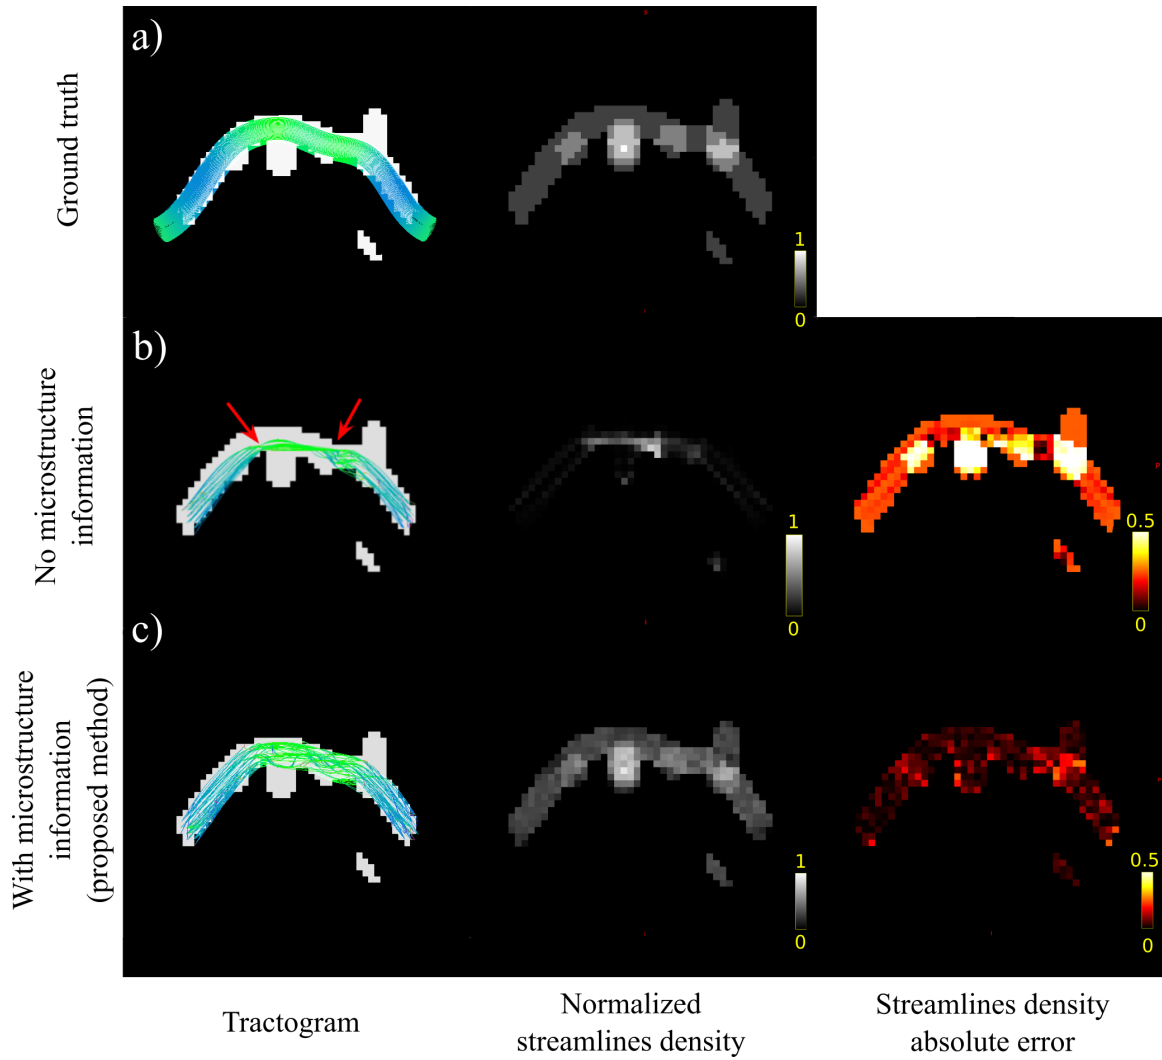 a)
Ground truth
1
0
b)
No microstructure
information
1
0
0.5
0
c)
With microstructure
information
(proposed method)
1
0
0.5
0
Tractogram
Normalized
streamlines density
Streamlines density
absolute error